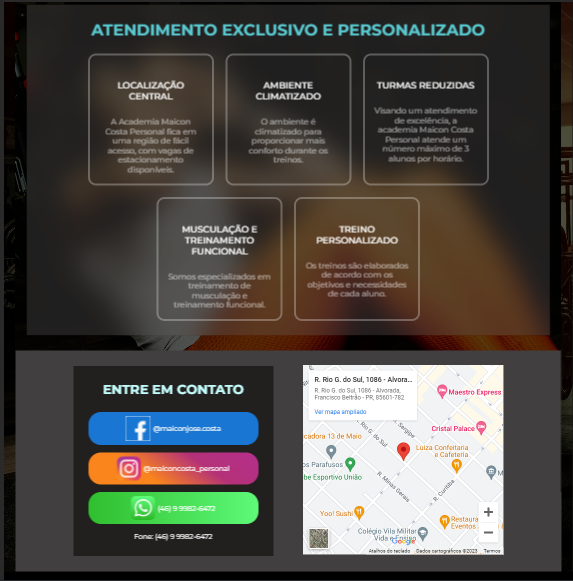 ATENDIMENTO EXCLUSIVO E PERSONALIZADO
LOCALIZAÇÃO
CENTRAL
A Academia Maicon
Costa Personal fica em
uma região de fácil
acesso, com vagas de
estacionamento
disponíveis.
AMBIENTE
CLIMATIZADO
O ambiente é
climatizado para
proporcionar mais
conforto durante os
treinos.
TURMAS REDUZIDAS
Visando um atendimento
de excelência, a
academia Maicon Costa
Personal atende um
número máximo de 3
alunos por horário.
MUSCULAÇÃO E
TREINAMENTO
FUNCIONAL
Somos especializados em
treinamento de
musculação e
treinamento funcional.
TREINO
PERSONALIZADO
Os treinos são elaborados
de acordo com os
objetivos e necessidades
de cada aluno.
ENTRE EM CONTATO
@maiconjose.costa
@maiconcosta_personal
(46) 9 9982-6472
Fone: (46) 9 9982-6472
R. Rio G. do Sul, 1086 - Alvora...
R. Rio G. do Sul, 1086 - Alvorada,
Francisco Beltrão - PR, 85601-782
Ver mapa ampliado
Maestro Express
Cristal Palace
R. Sergipe
R. Rio G. do Sul
cadora 13 de Maio
Luiza Confeitaria
e Cafeteria
os Parafusos
be Esportivo União
R. Minas Gerais
R. Curitiba
Yoo! Sushi
Restaura
Eventos
Colégio Vila Militar
Vida e Ensino
Google
Atalhos do teclado
Dados cartográficos ©2023
Termos